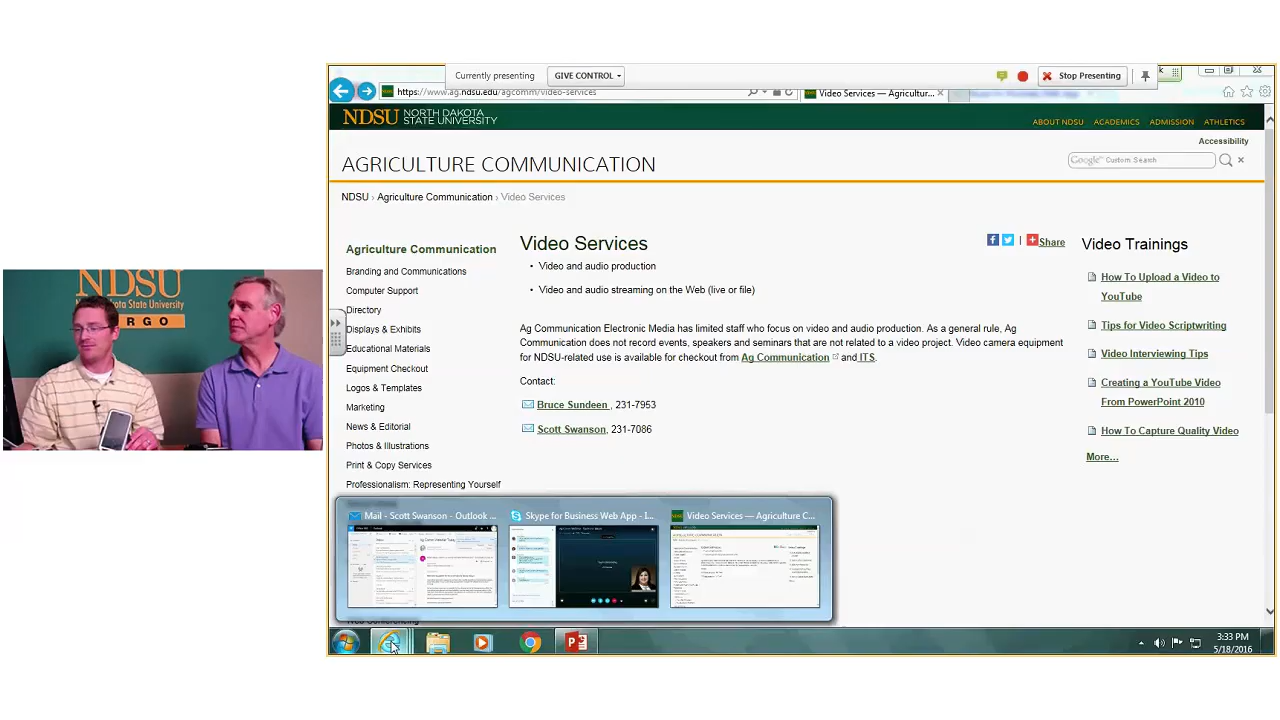 Currently presenting
GIVE CONTROL
Stop Presenting
https://www.ag.ndsu.edu/agcomm/video-services
Video Services — Agricultur...
NDSU NORTH DAKOTA
STATE UNIVERSITY
ABOUT NDSU ACADEMICS ADMISSION ATHLETICS
Accessibility
AGRICULTURE COMMUNICATION
Google Custom Search
NDSU › Agriculture Communication › Video Services
Agriculture Communication
Branding and Communications
Computer Support
Directory
Displays & Exhibits
Educational Materials
Equipment Checkout
Logos & Templates
Marketing
News & Editorial
Photos & Illustrations
Print & Copy Services
Professionalism: Representing Yourself
Video Services
• Video and audio production
• Video and audio streaming on the Web (live or file)
Share
Ag Communication Electronic Media has limited staff who focus on video and audio production. As a general rule, Ag
Communication does not record events, speakers and seminars that are not related to a video project. Video camera equipment
for NDSU-related use is available for checkout from Ag Communication and ITS.
Contact:
Bruce Sundeen , 231-7953
Scott Swanson, 231-7086
Video Trainings
How To Upload a Video to
YouTube
Tips for Video Scriptwriting
Video Interviewing Tips
Creating a YouTube Video
From PowerPoint 2010
How To Capture Quality Video
More...
NDSU
State University
Mail - Scott Swanson - Outlook ...
Skype for Business Web App - I...
Video Services — Agriculture C...
3:33 PM
5/18/2016